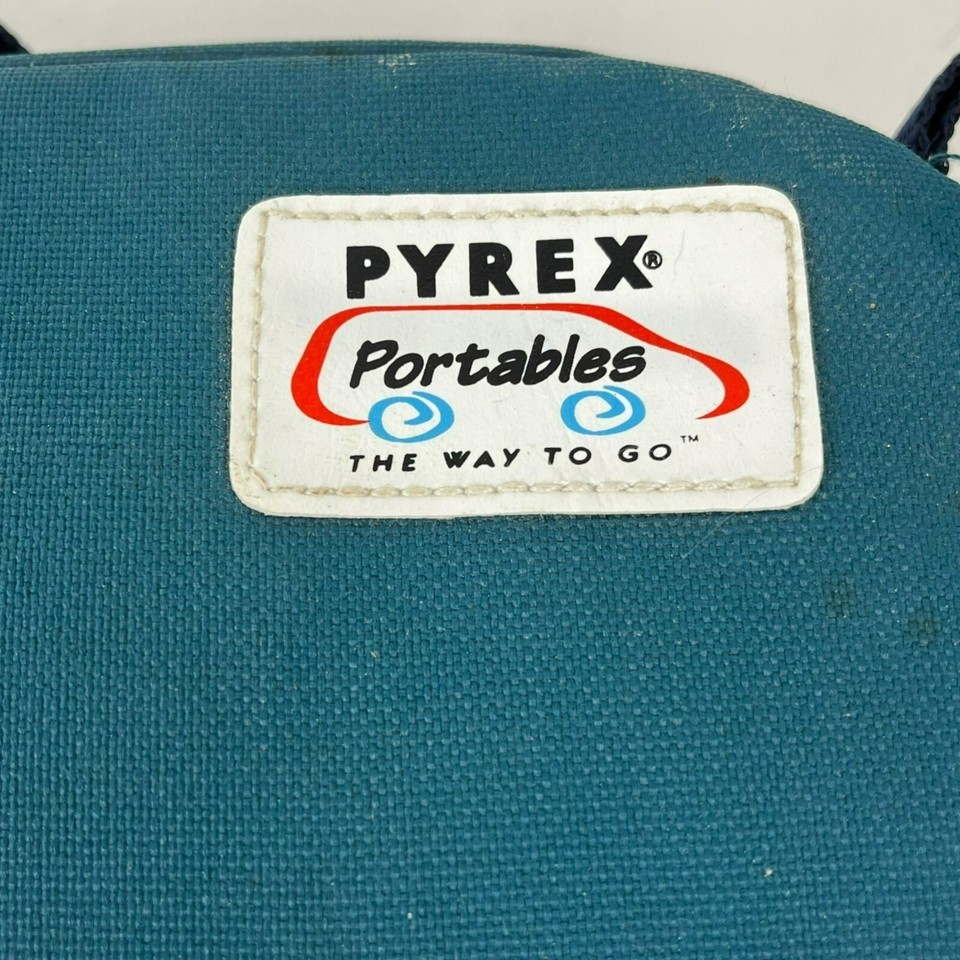 PYREX®
Portables
THE WAY TO GO™